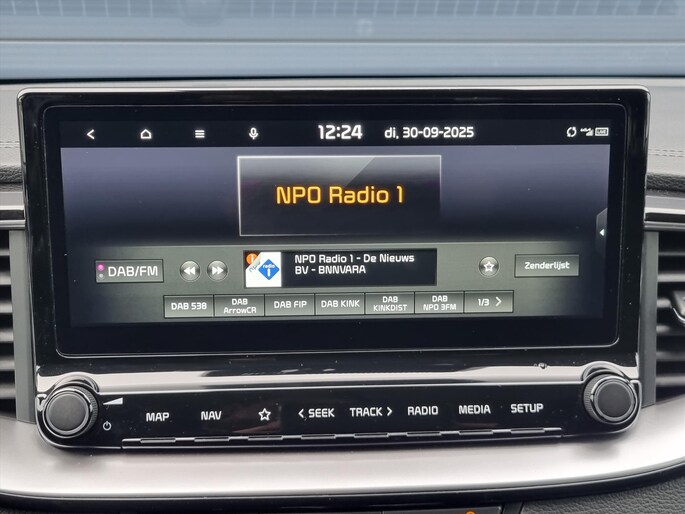 12:24 di, 30-09-2025
NPO Radio 1
DAB/FM
NPO Radio 1 - De Nieuws
BV - BNNVARA
Zenderlijst
DAB 538
DAB
ArrowCR
DAB FIP
DAB KINK
DAB
KINKDIST
DAB
NPO 3FM
1/3
MAP
NAV
SEEK
TRACK
RADIO
MEDIA
SETUP